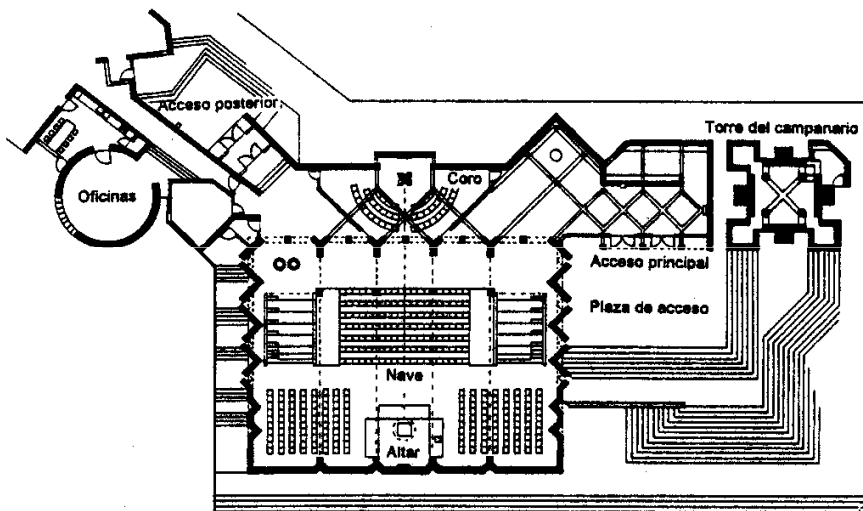 Torre del campanario
Acceso posterior
Coro
Oficinas
Acceso principal
Plaza de acceso
Nave
Altar